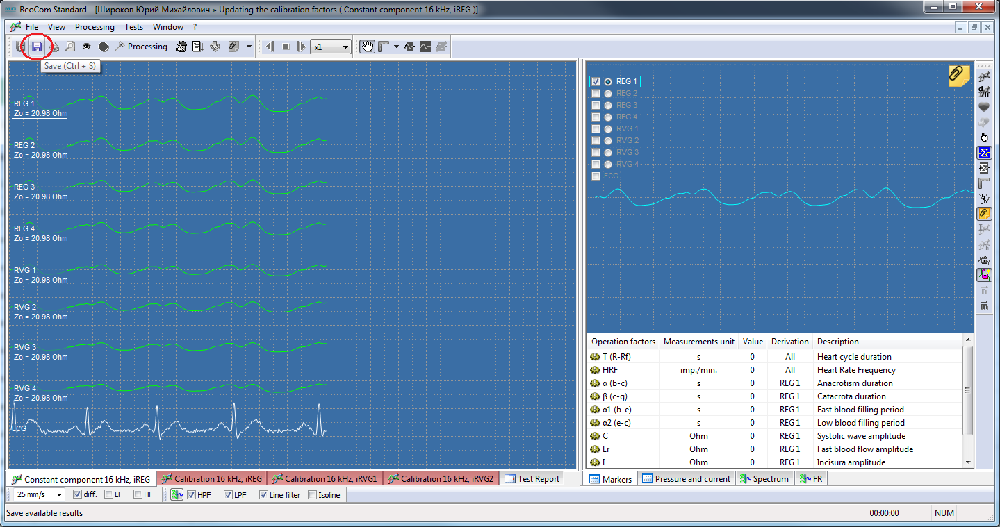 ReoCom Standard - [Широков Юрий Михайлович » Updating the calibration factors ( Constant component 16 kHz, iREG )]
File View Processing Tests Window ?
Processing x1
Save (Ctrl + S)
REG 1
Zo = 20.98 Ohm
REG 2
Zo = 20.98 Ohm
REG 3
Zo = 20.98 Ohm
REG 4
Zo = 20.98 Ohm
RVG 1
Zo = 20.98 Ohm
RVG 2
Zo = 20.98 Ohm
RVG 3
Zo = 20.98 Ohm
RVG 4
Zo = 20.98 Ohm
ECG
REG 1
REG 2
REG 3
REG 4
RVG 1
RVG 2
RVG 3
RVG 4
ECG
Operation factors Measurements unit Value Derivation Description
T (R-Rf) s 0 All Heart cycle duration
HRF imp./min. 0 All Heart Rate Frequency
α (b-c) s 0 REG 1 Anacrotism duration
β (c-g) s 0 REG 1 Catacrota duration
α1 (b-e) s 0 REG 1 Fast blood filling period
α2 (e-c) s 0 REG 1 Low blood filling period
C Ohm 0 REG 1 Systolic wave amplitude
Er Ohm 0 REG 1 Fast blood flow amplitude
I Ohm 0 REG 1 Incisura amplitude
Constant component 16 kHz, iREG Calibration 16 kHz, iREG Calibration 16 kHz, iRVG1 Calibration 16 kHz, iRVG2 Test Report
Markers Pressure and current Spectrum FR
25 mm/s diff. LF HF HPF LPF Line filter Isoline
Save available results 00:00:00 NUM